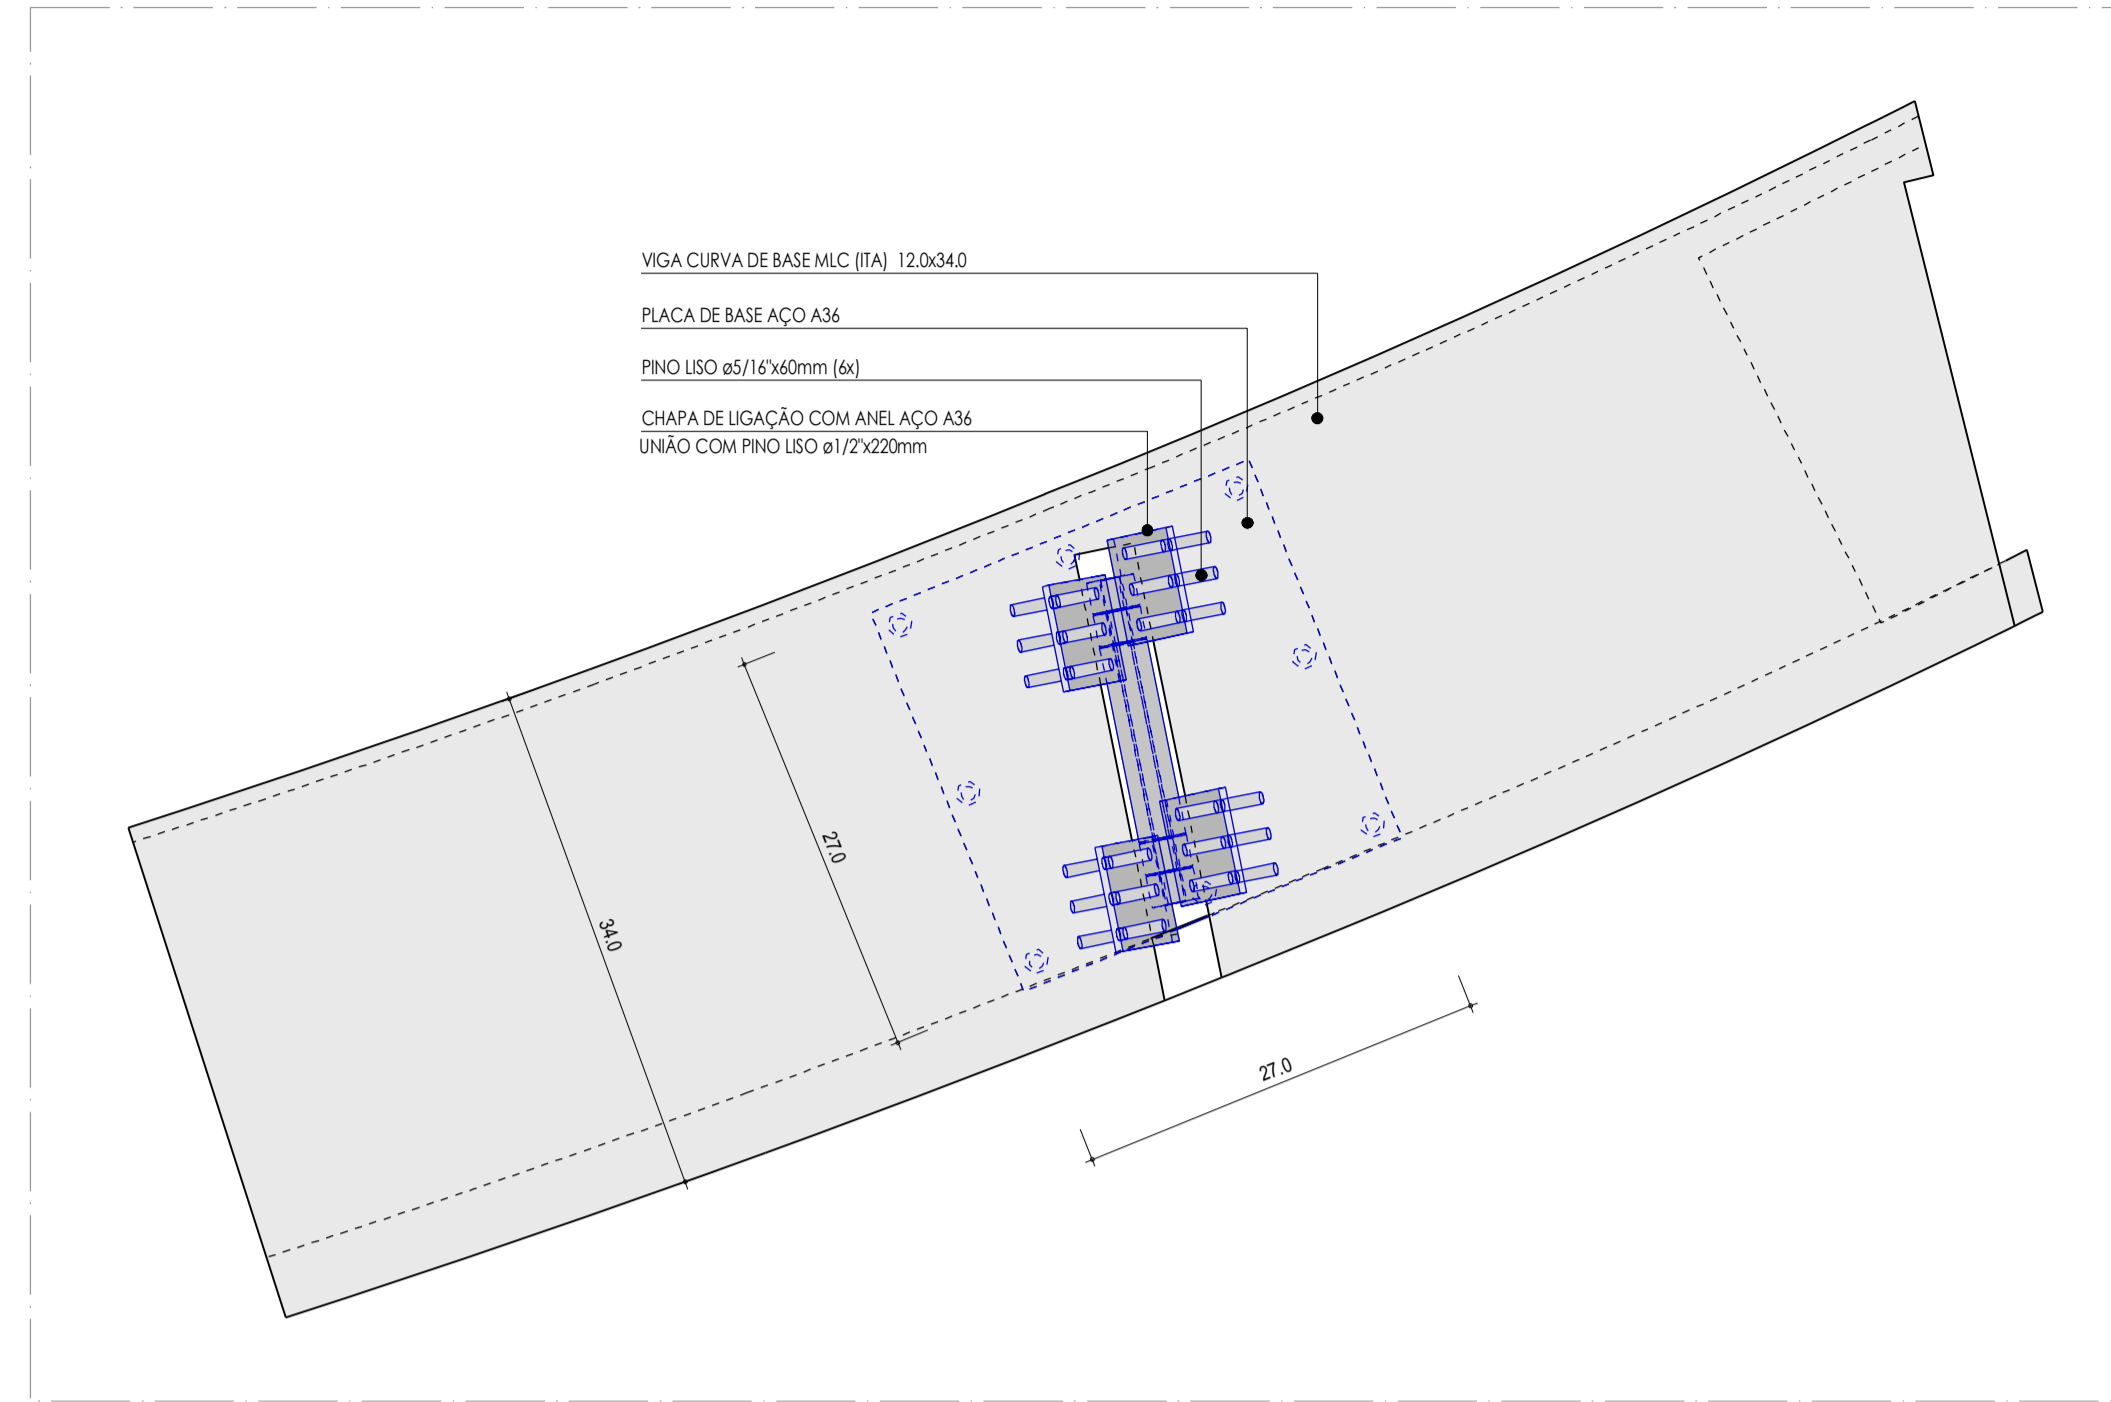 VIGA CURVA DE BASE MLC (ITA) 12.0x34.0
PLACA DE BASE AÇO A36
PINO LISO ø5/16"x60mm (6x)
CHAPA DE LIGAÇÃO COM ANEL AÇO A36
UNIÃO COM PINO LISO ø1/2"x220mm
27.0
34.0
27.0